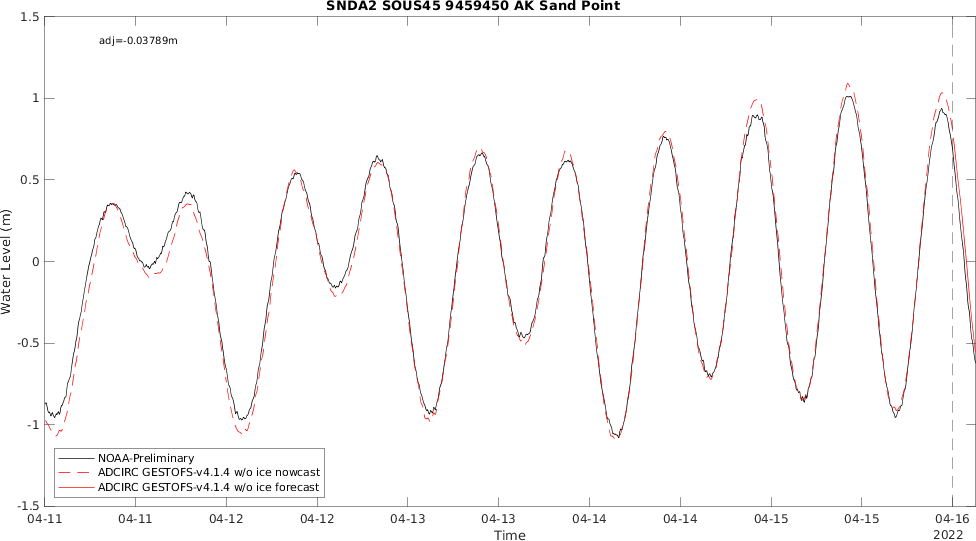 SNDA2 SOUS45 9459450 AK Sand Point
adj=-0.03789m
1.5
1
0.5
0
-0.5
-1
-1.5
Water Level (m)
NOAA-Preliminary
ADCIRC GESTOFS-v4.1.4 w/o ice nowcast
ADCIRC GESTOFS-v4.1.4 w/o ice forecast
04-11 04-11 04-12 04-12 04-13 04-13 04-14 04-14 04-15 04-15 04-16
Time
2022